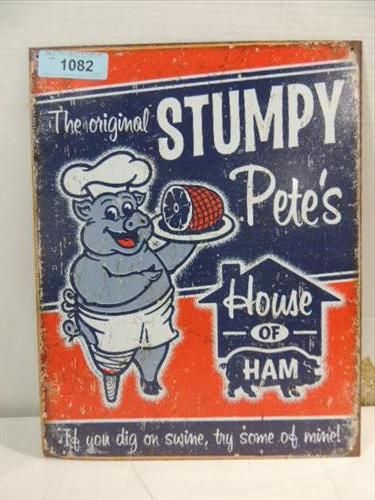 1082
The original STUMPY
Pete's
House
OF
HAM
If you dig on swine, try some of mine!